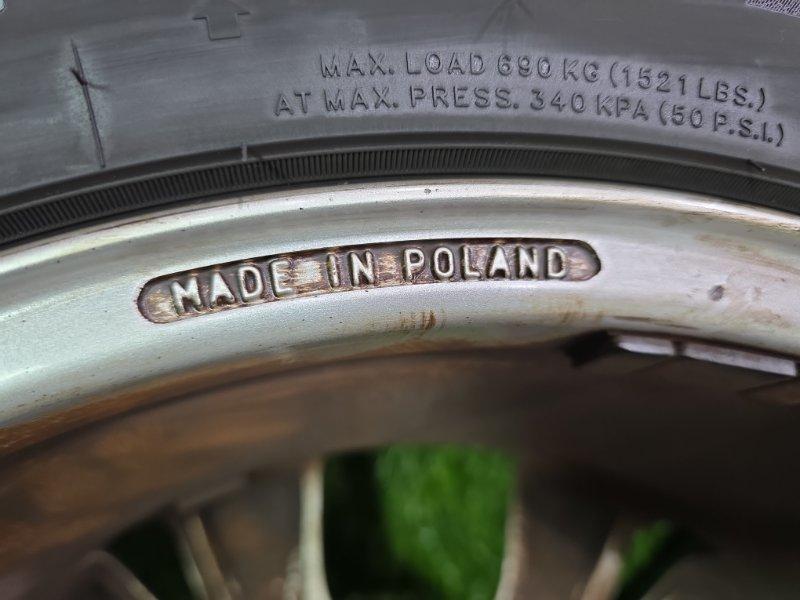 MAX. LOAD 690 KG (1521 LBS.)
AT MAX. PRESS. 340 KPA (50 P.S.I.)
MADE IN POLAND